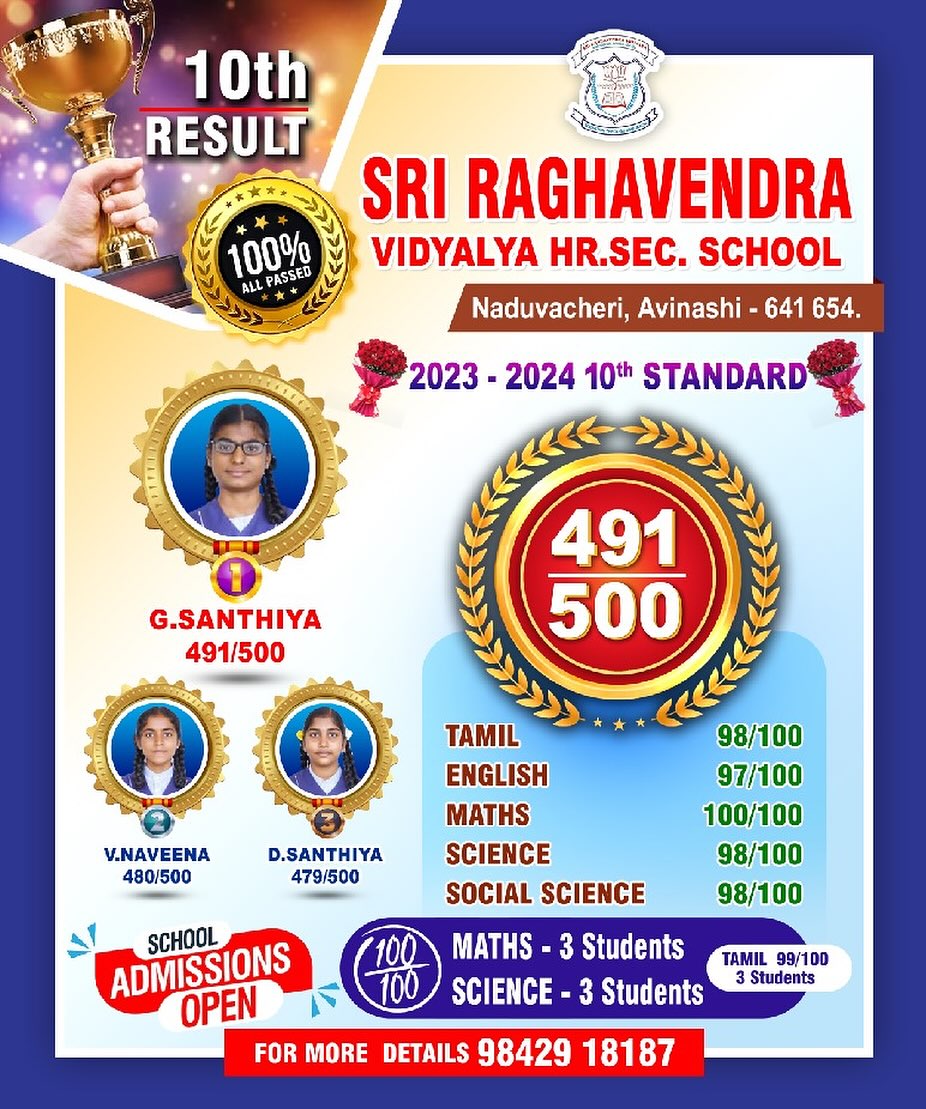 10th
RESULT
100%
ALL PASSED
SRI RAGHAVENDRA
VIDYALYA HR.SEC. SCHOOL
Naduvacheri, Avinashi - 641 654.
2023 - 2024 10th STANDARD
1
G.SANTHIYA
491/500
2
V.NAVEENA
480/500
3
D.SANTHIYA
479/500
491
500
TAMIL 98/100
ENGLISH 97/100
MATHS 100/100
SCIENCE 98/100
SOCIAL SCIENCE 98/100
SCHOOL
ADMISSIONS
OPEN
100
100
MATHS - 3 Students
SCIENCE - 3 Students
TAMIL 99/100
3 Students
FOR MORE DETAILS 98429 18187